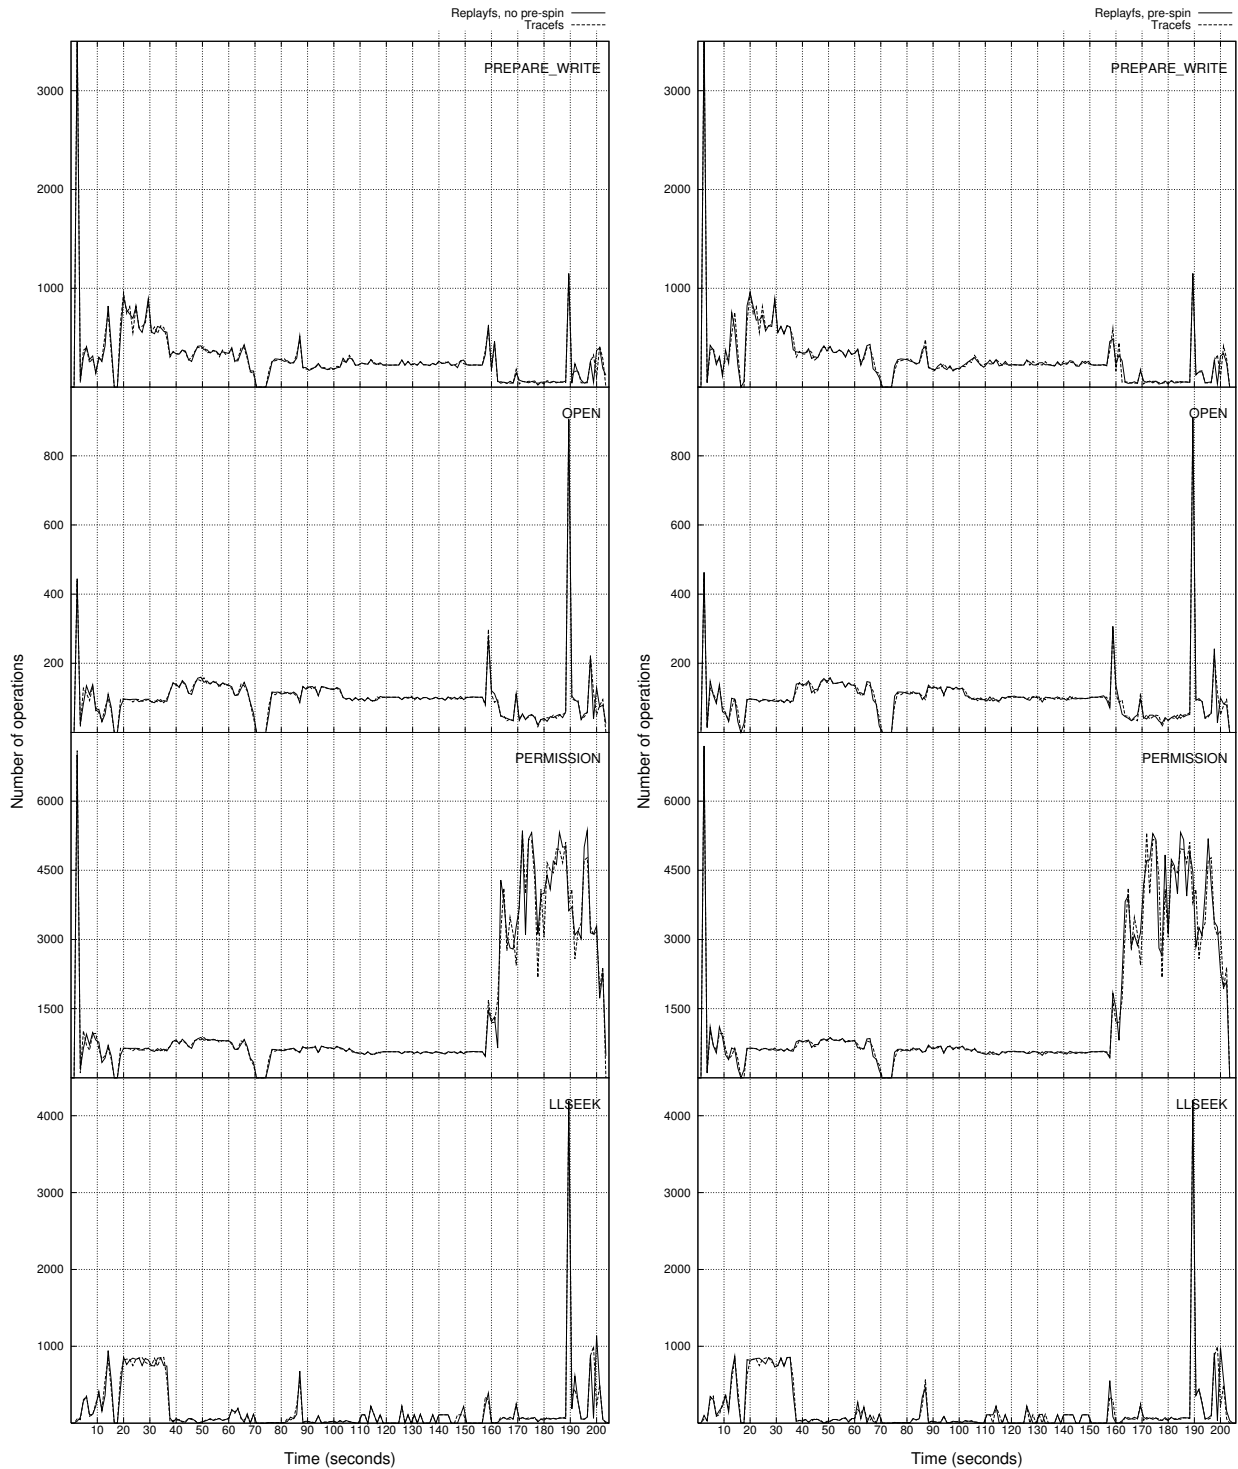 Replayfs, no pre-spin
Tracefs
PREPARE_WRITE
3000
2000
1000
OPEN
800
600
400
200
PERMISSION
6000
4500
3000
1500
LLSEEK
4000
3000
2000
1000
10 20 30 40 50 60 70 80 90 100 110 120 130 140 150 160 170 180 190 200
Number of operations
Time (seconds)
Replayfs, pre-spin
Tracefs
PREPARE_WRITE
3000
2000
1000
OPEN
800
600
400
200
PERMISSION
6000
4500
3000
1500
LLSEEK
4000
3000
2000
1000
10 20 30 40 50 60 70 80 90 100 110 120 130 140 150 160 170 180 190 200
Number of operations
Time (seconds)